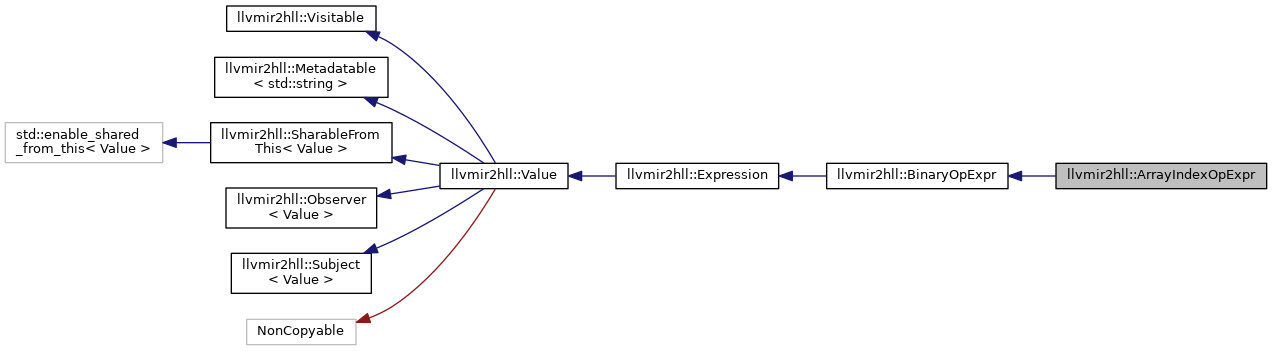 llvmir2hll::Visitable
llvmir2hll::Metadatable
< std::string >
std::enable_shared
_from_this< Value >
llvmir2hll::SharableFrom
This< Value >
llvmir2hll::Observer
< Value >
llvmir2hll::Subject
< Value >
NonCopyable
llvmir2hll::Value
llvmir2hll::Expression
llvmir2hll::BinaryOpExpr
llvmir2hll::ArrayIndexOpExpr